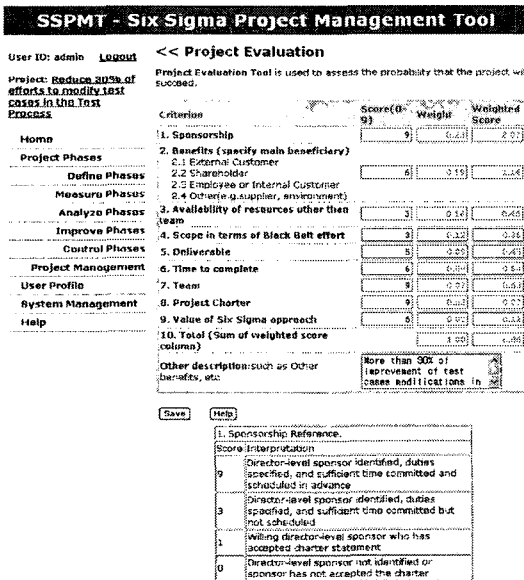 SSPMT - Six Sigma Project Management Tool
User ID: admin Logout
<< Project Evaluation
Project: Reduce 30% of
efforts to modify test
cases in the Test
Process
Project Evaluation Tool is used to assess the probability that the project wi
succeed.
Home
Project Phases
Define Phases
Measure Phases
Analyze Phases
Improve Phases
Control Phases
Project Management
User Profile
System Management
Help
Criterion Score(0-9) Weight Weighted Score
1. Sponsorship 9 0.23 2.07
2. Benefits (specify main beneficiary)
2.1 External Customer
2.2 Shareholder 6 0.19
2.3 Employee or Internal Customer
2.4 Other(e.g.supplier, environment)
3. Availability of resources other then
team 3
4. Scope in terms of Black Belt effort 3
5. Deliverable 5
6. Time to complete 6
7. Team 9
8. Project Charter 9
9. Value of Six Sigma approach 6
10. Total (Sum of weighted score
column) 1.00
Other description:such as Other
benefits, etc
More than 30% of
improvement of test
cases modifications in
Save Help
1. Sponsorship Reference.
Score Interpretation
9 Director-level sponsor identified, duties
specified, and sufficient time committed and
scheduled in advance
3 Director-level sponsor identified, duties
specified, and sufficient time committed but
not scheduled
1 Willing director-level sponsor who has
accepted charter statement
0 Director-level sponsor not identified or
sponsor has not accepted the charter